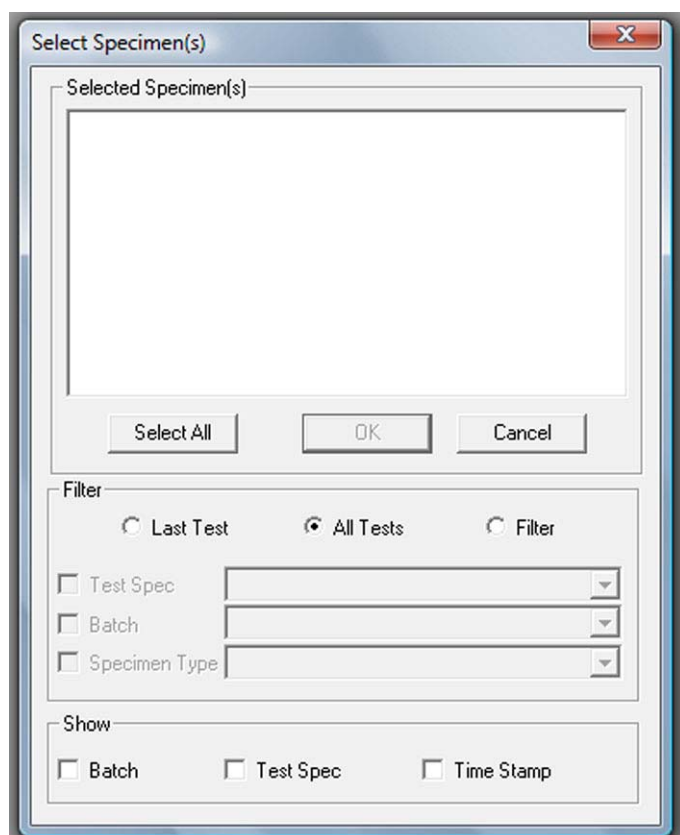 Select Specimen(s)
Selected Specimen(s)
Select All OK Cancel
Filter
Last Test All Tests Filter
Test Spec
Batch
Specimen Type
Show
Batch Test Spec Time Stamp